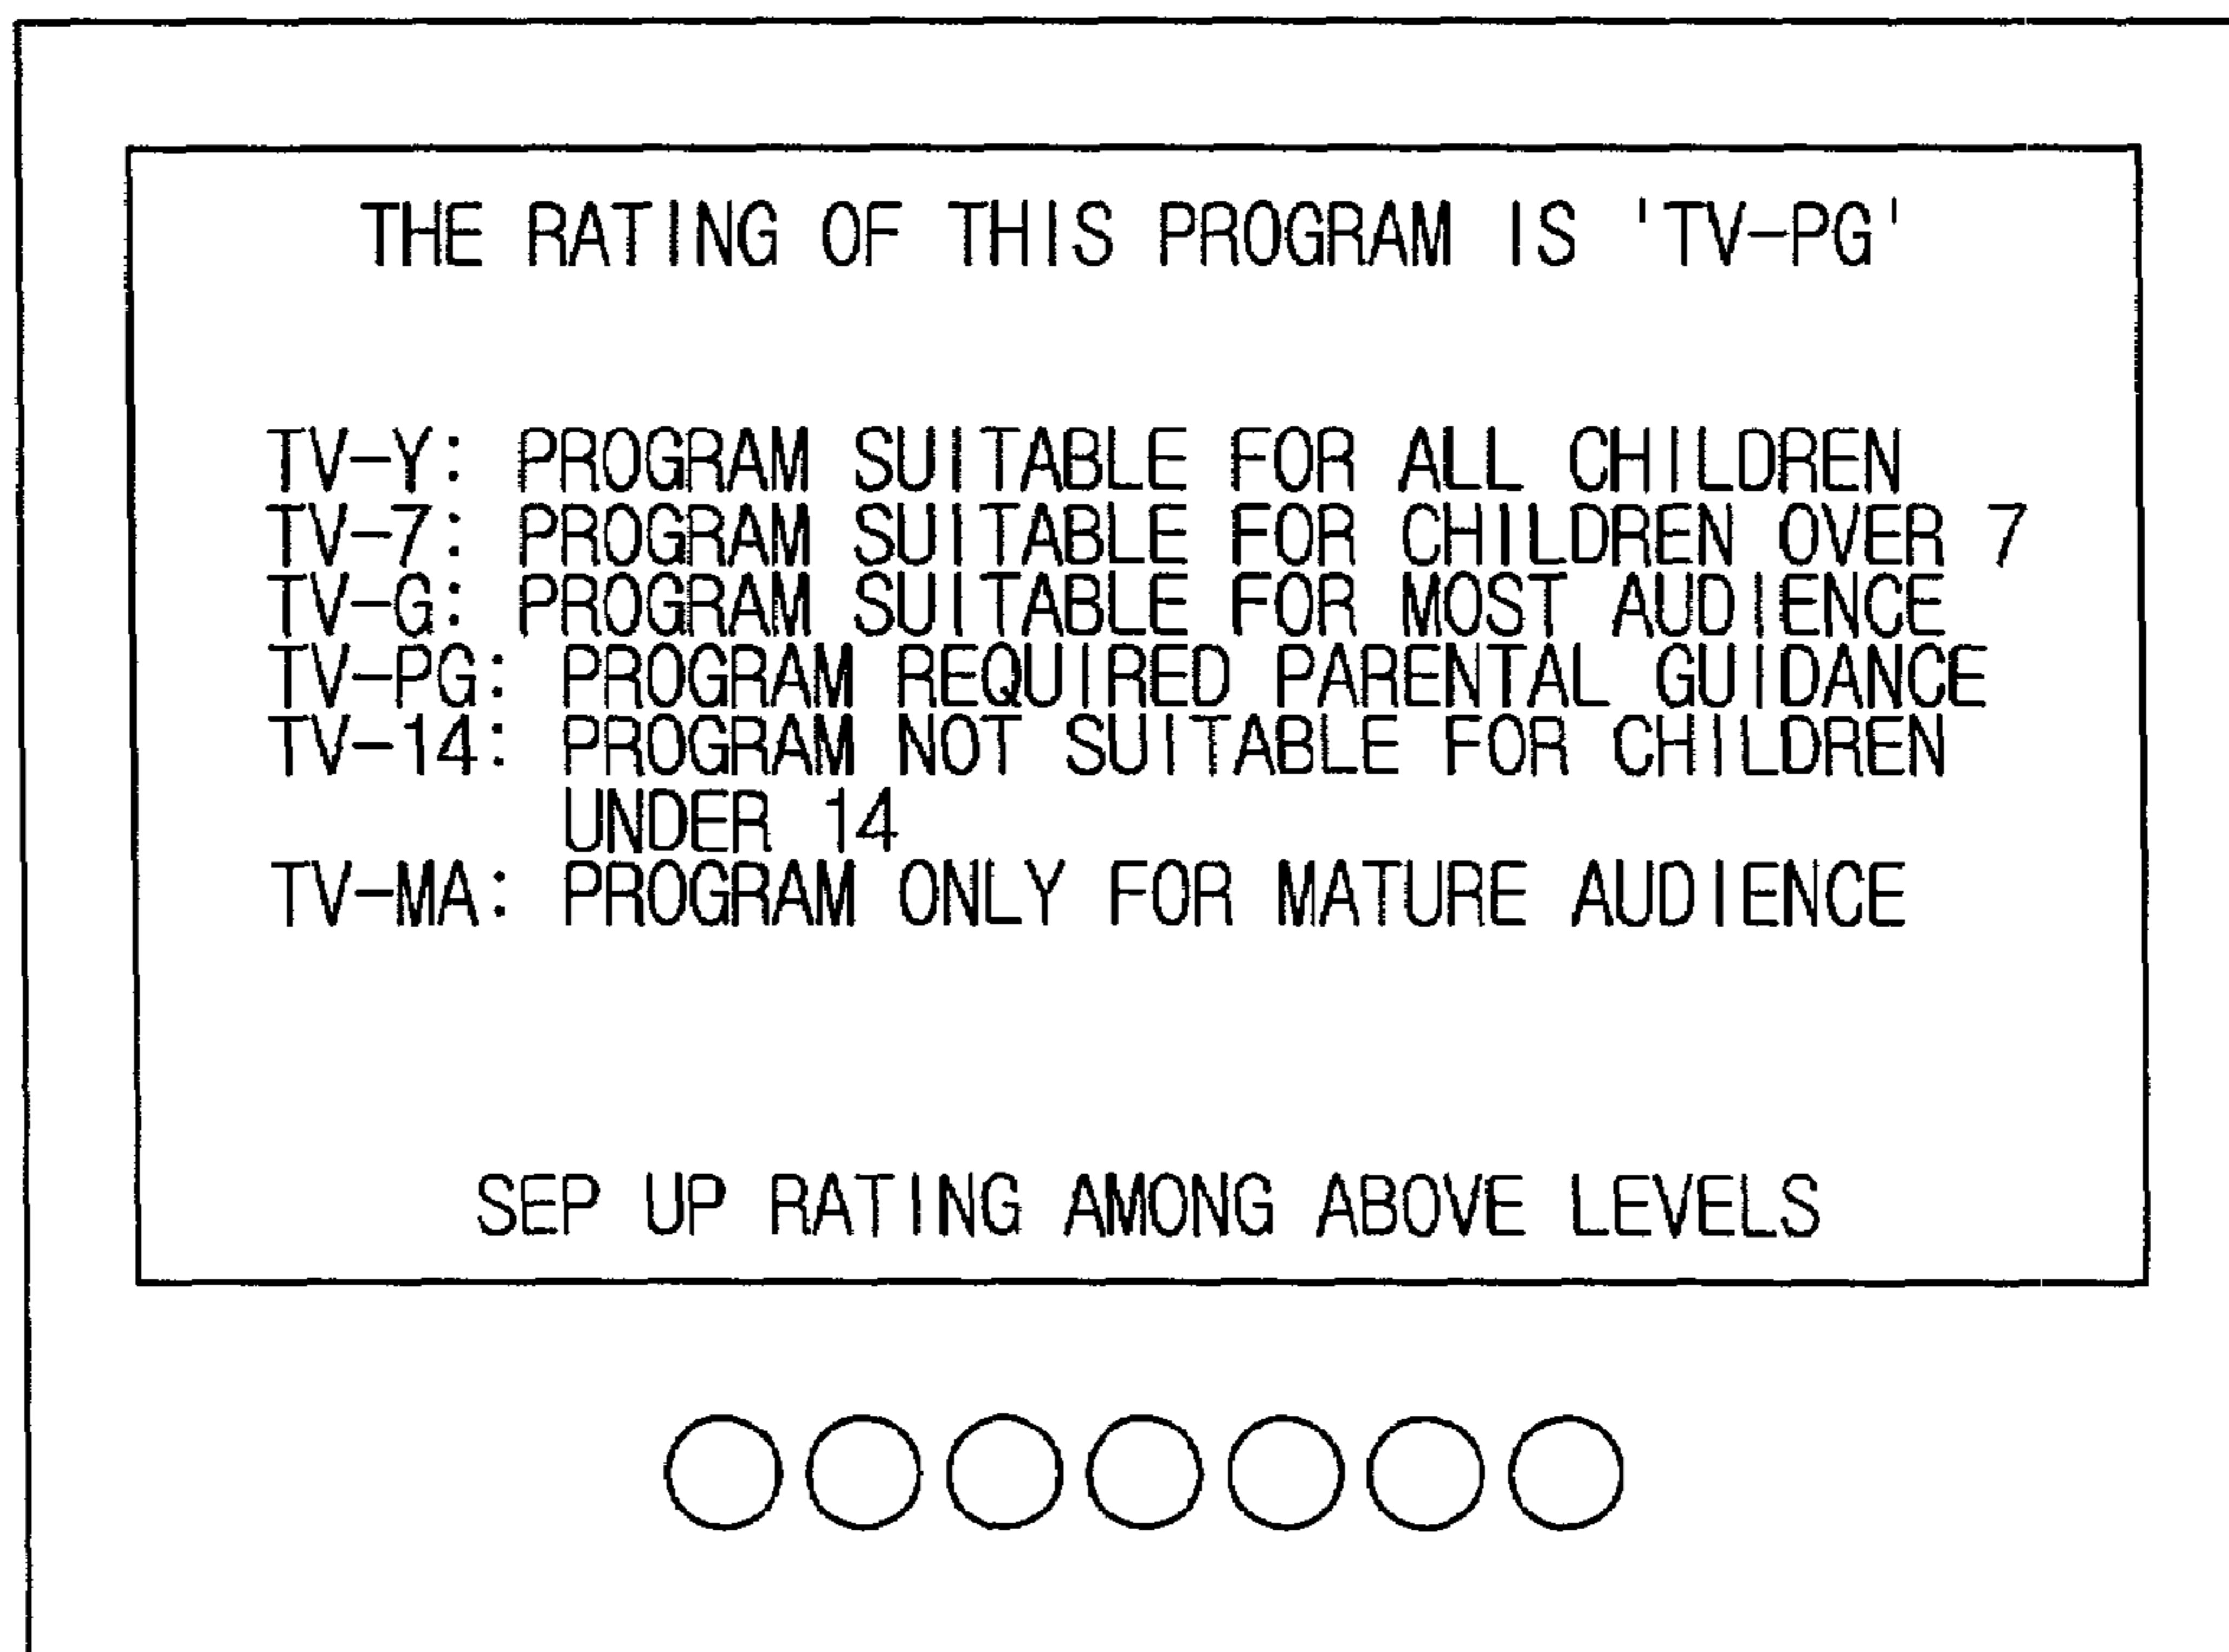 THE RATING OF THIS PROGRAM IS 'TV-PG'
TV-Y: PROGRAM SUITABLE FOR ALL CHILDREN
TV-7: PROGRAM SUITABLE FOR CHILDREN OVER 7
TV-G: PROGRAM SUITABLE FOR MOST AUDIENCE
TV-PG: PROGRAM REQUIRED PARENTAL GUIDANCE
TV-14: PROGRAM NOT SUITABLE FOR CHILDREN
UNDER 14
TV-MA: PROGRAM ONLY FOR MATURE AUDIENCE
SEP UP RATING AMONG ABOVE LEVELS